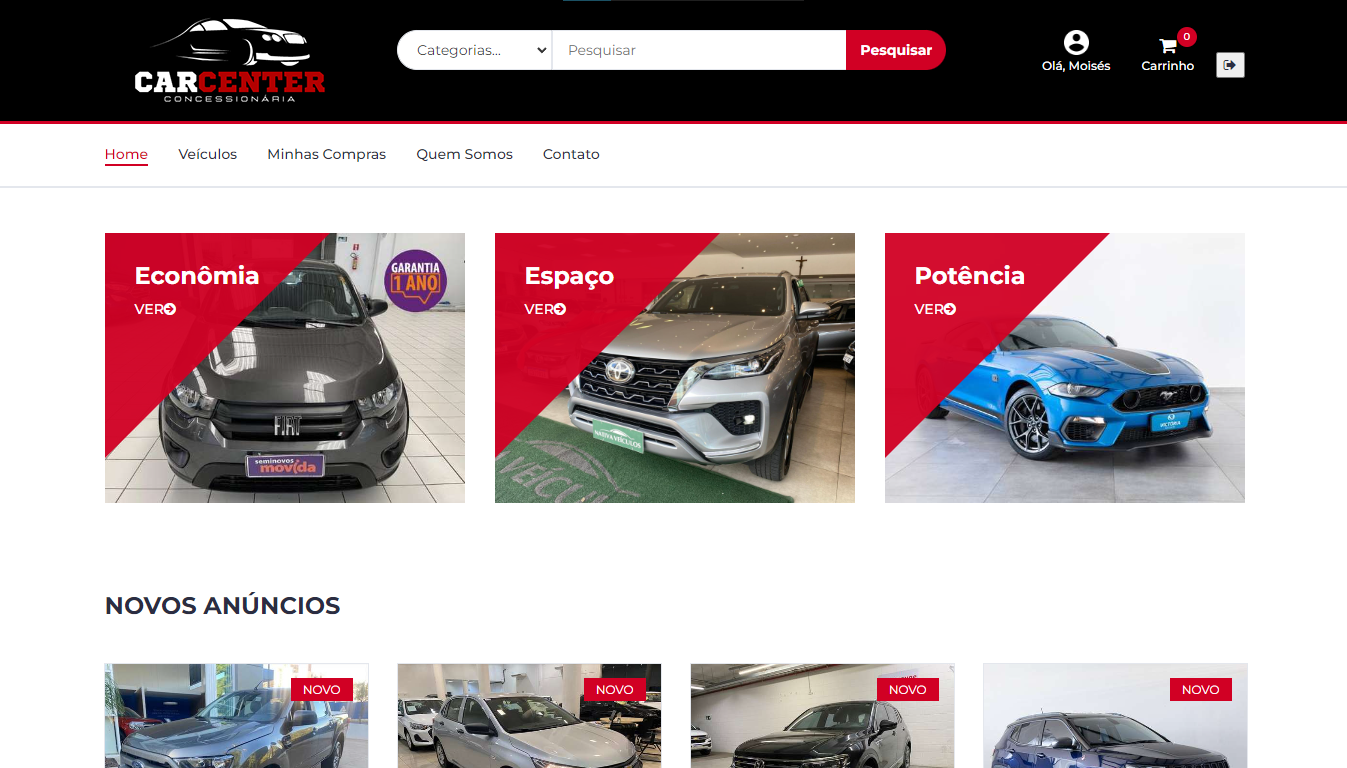 CARCENTER
CONCESSIONÁRIA
Categorias...
Pesquisar
Pesquisar
Olá, Moisés
0
Carrinho
Home
Veículos
Minhas Compras
Quem Somos
Contato
Econômia
VER
GARANTIA
1 ANO
FIAT
seminovos
movida
Espaço
VER
NATIVA VEÍCULOS
Potência
VER
VICTÓRIA
NOVOS ANÚNCIOS
NOVO
NOVO
NOVO
NOVO